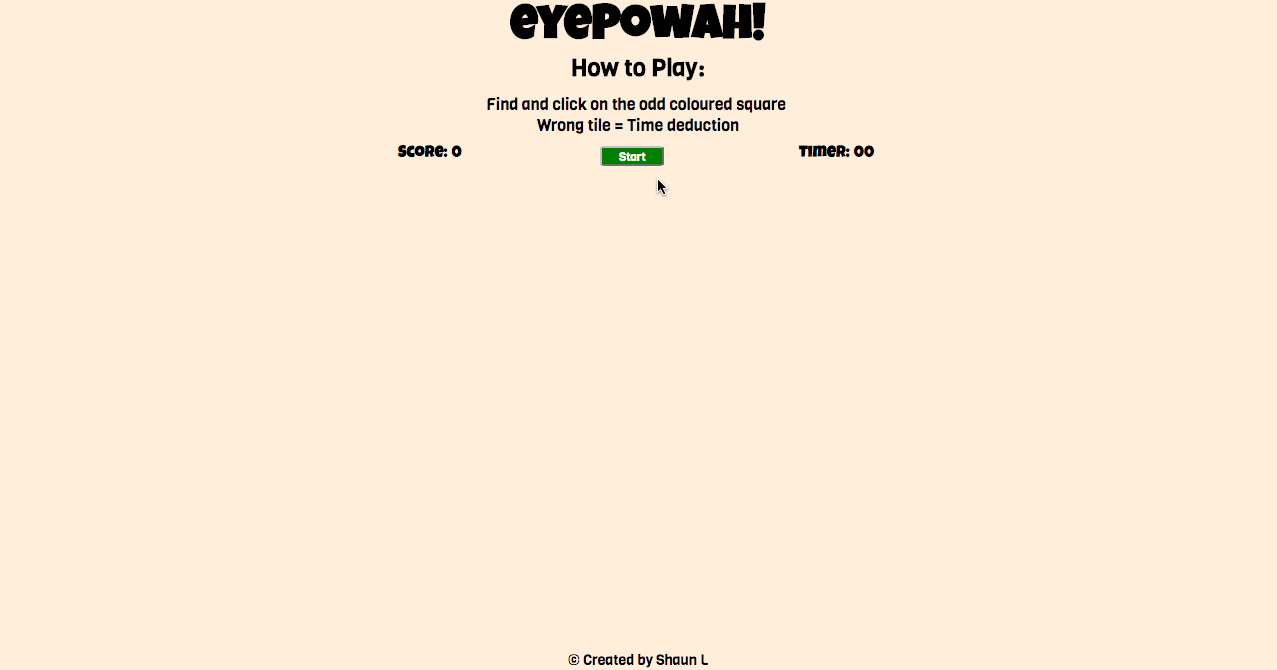 eYePOWAH!
How to Play:
Find and click on the odd coloured square
Wrong tile = Time deduction
Score: 0
Start
Timer: 00
© Created by Shaun L